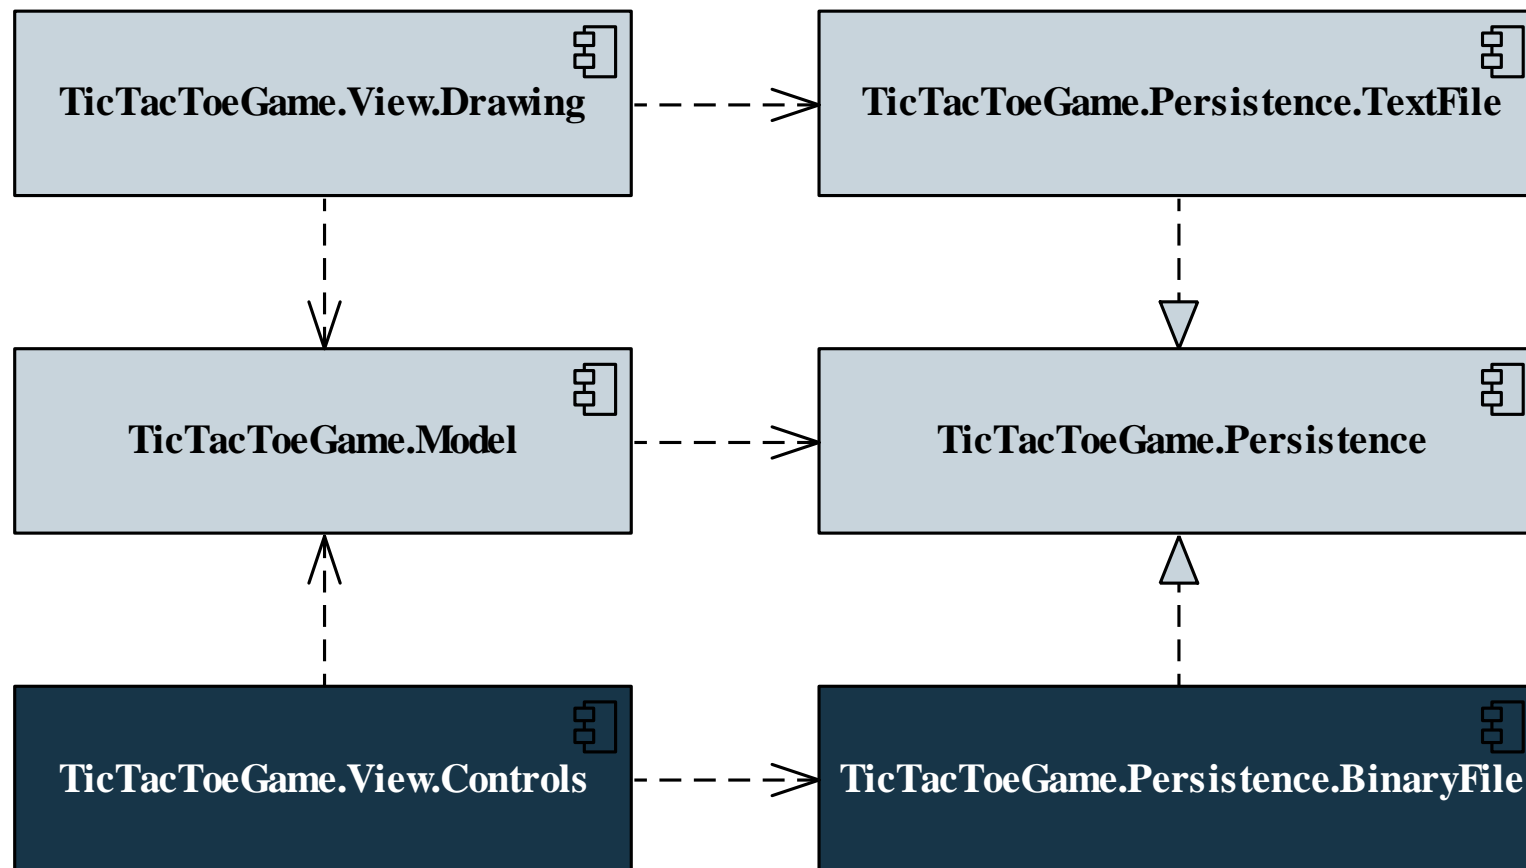 TicTacToeGame.View.Drawing
TicTacToeGame.Persistence.TextFile
TicTacToeGame.Model
TicTacToeGame.Persistence
TicTacToeGame.View.Controls
TicTacToeGame.Persistence.BinaryFile